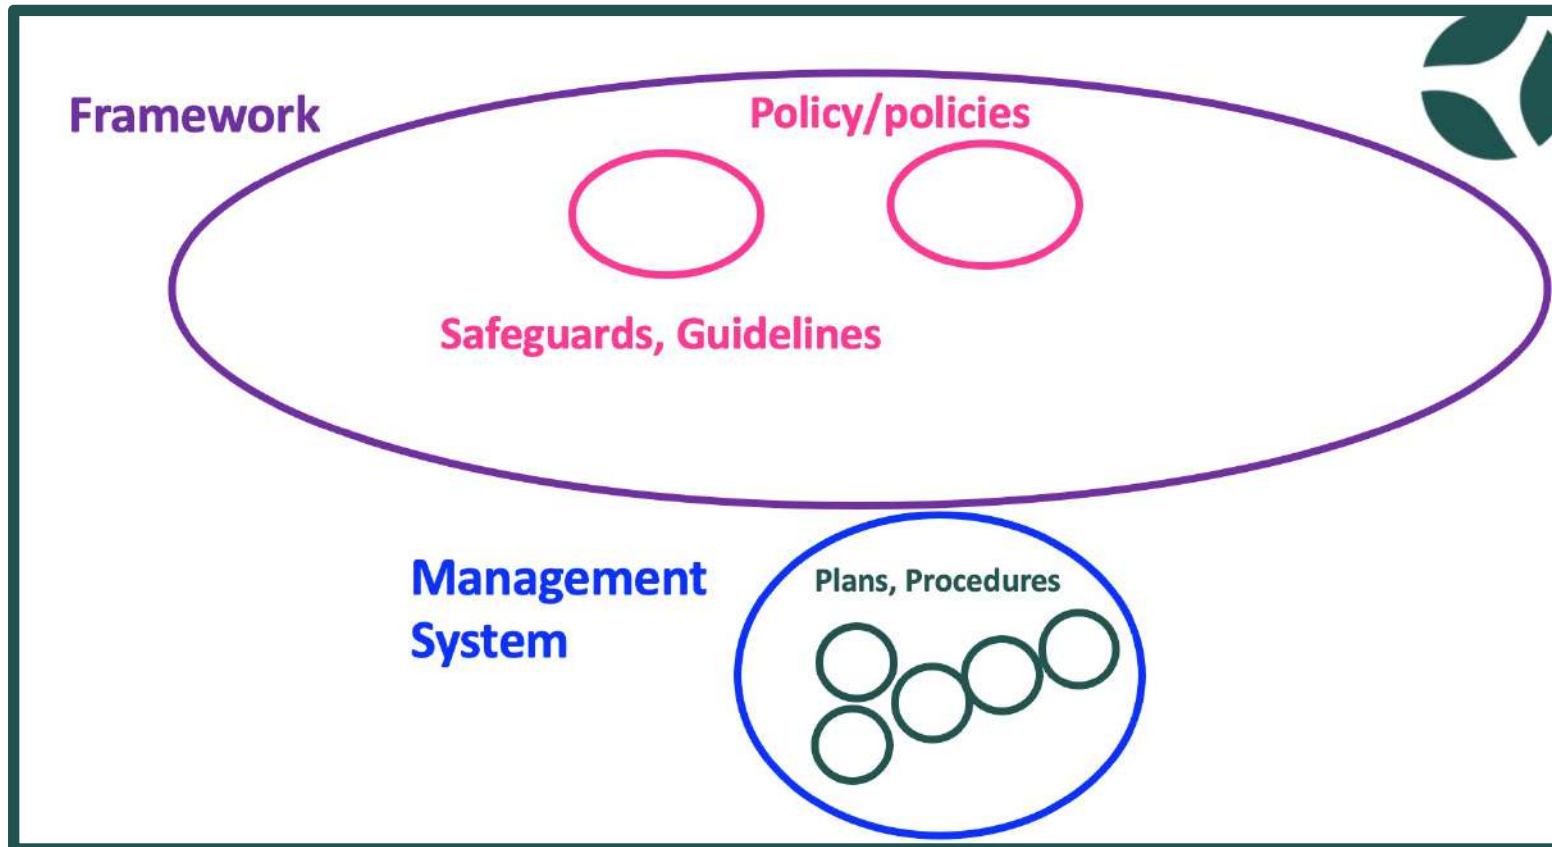 Framework
Policy/policies
Safeguards, Guidelines
Management
System
Plans, Procedures